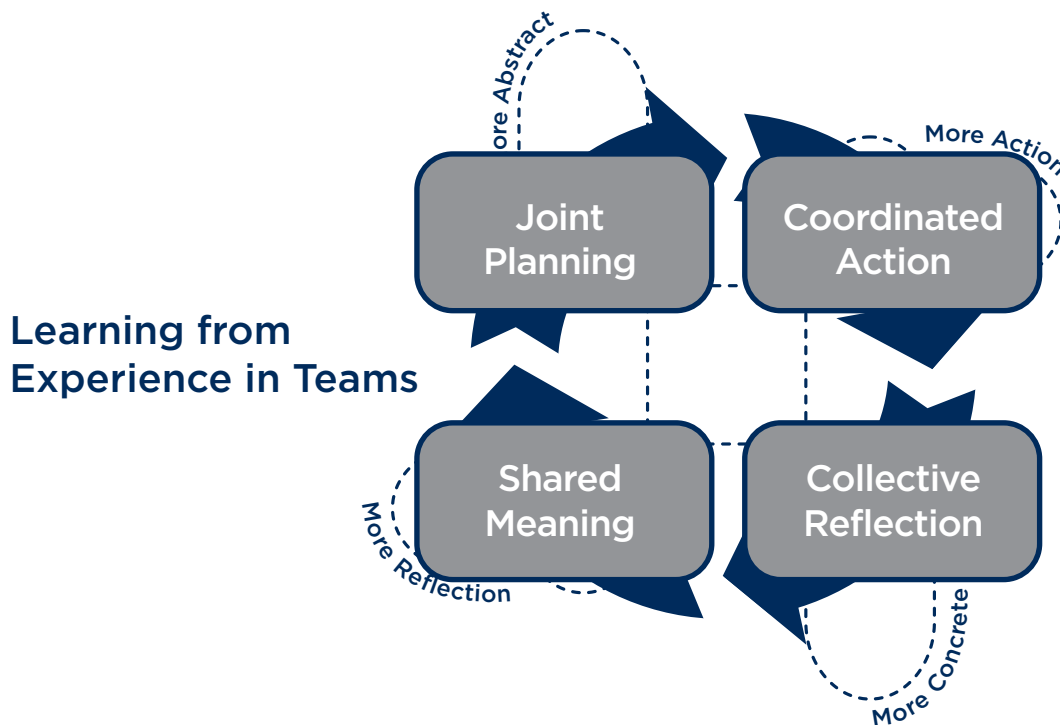 ore Abstract
More Action
Joint
Planning
Coordinated
Action
Learning from
Experience in Teams
Shared
Meaning
Collective
Reflection
More Reflection
More Concrete